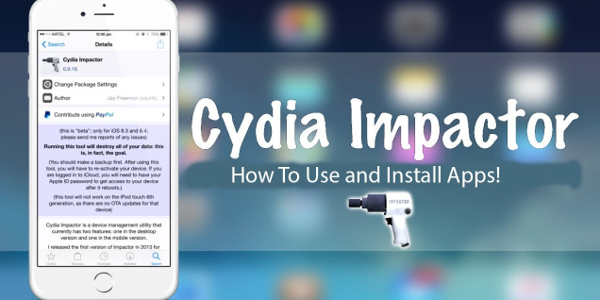 12:40 pm
Search
Details
Cydia Impactor
0.9.16
Change Package Settings
Author
Jay Freeman (saurik)
Contribute using PayPal
(this is "beta"; only for iOS 8.3 and 8.4;
please send me reports of any issues)
Running this tool will destroy all of your data: this
is, in fact, the goal.
(You should make a backup first. After using this
tool, you will have to re-activate your device. If you
are logged in to iCloud, you will need to have your
Apple ID password to get access to your device
after it reboots.)
(this tool will not work on the iPod touch 6th
generation, as there are no OTA updates for that
device)
Cydia Impactor is a device management utility that
currently has two features: one in the desktop
version and one in the mobile version.
I released the first version of Impactor in 2013 for
Search
Cydia Impactor
How To Use and Install Apps!